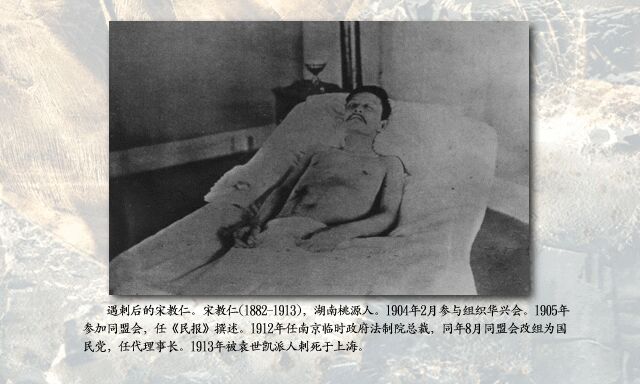 遇刺后的宋教仁。宋教仁(1882-1913)，湖南桃源人。1904年2月参与组织华兴会。1905年
参加同盟会，任《民报》撰述。1912年任南京临时政府法制院总裁，同年8月同盟会改组为国
民党，任代理事长。1913年被袁世凯派人刺死于上海。